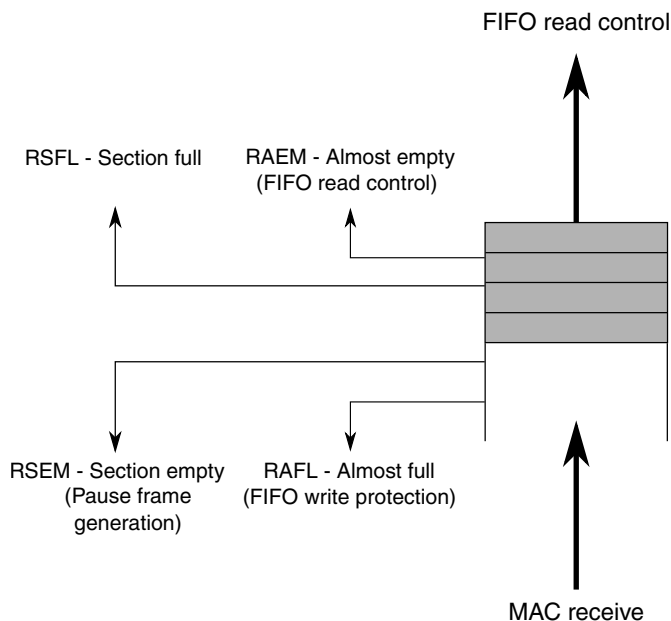 FIFO read control
RSFL - Section full
RAEM - Almost empty
(FIFO read control)
RSEM - Section empty
(Pause frame
generation)
RAFL - Almost full
(FIFO write protection)
MAC receive